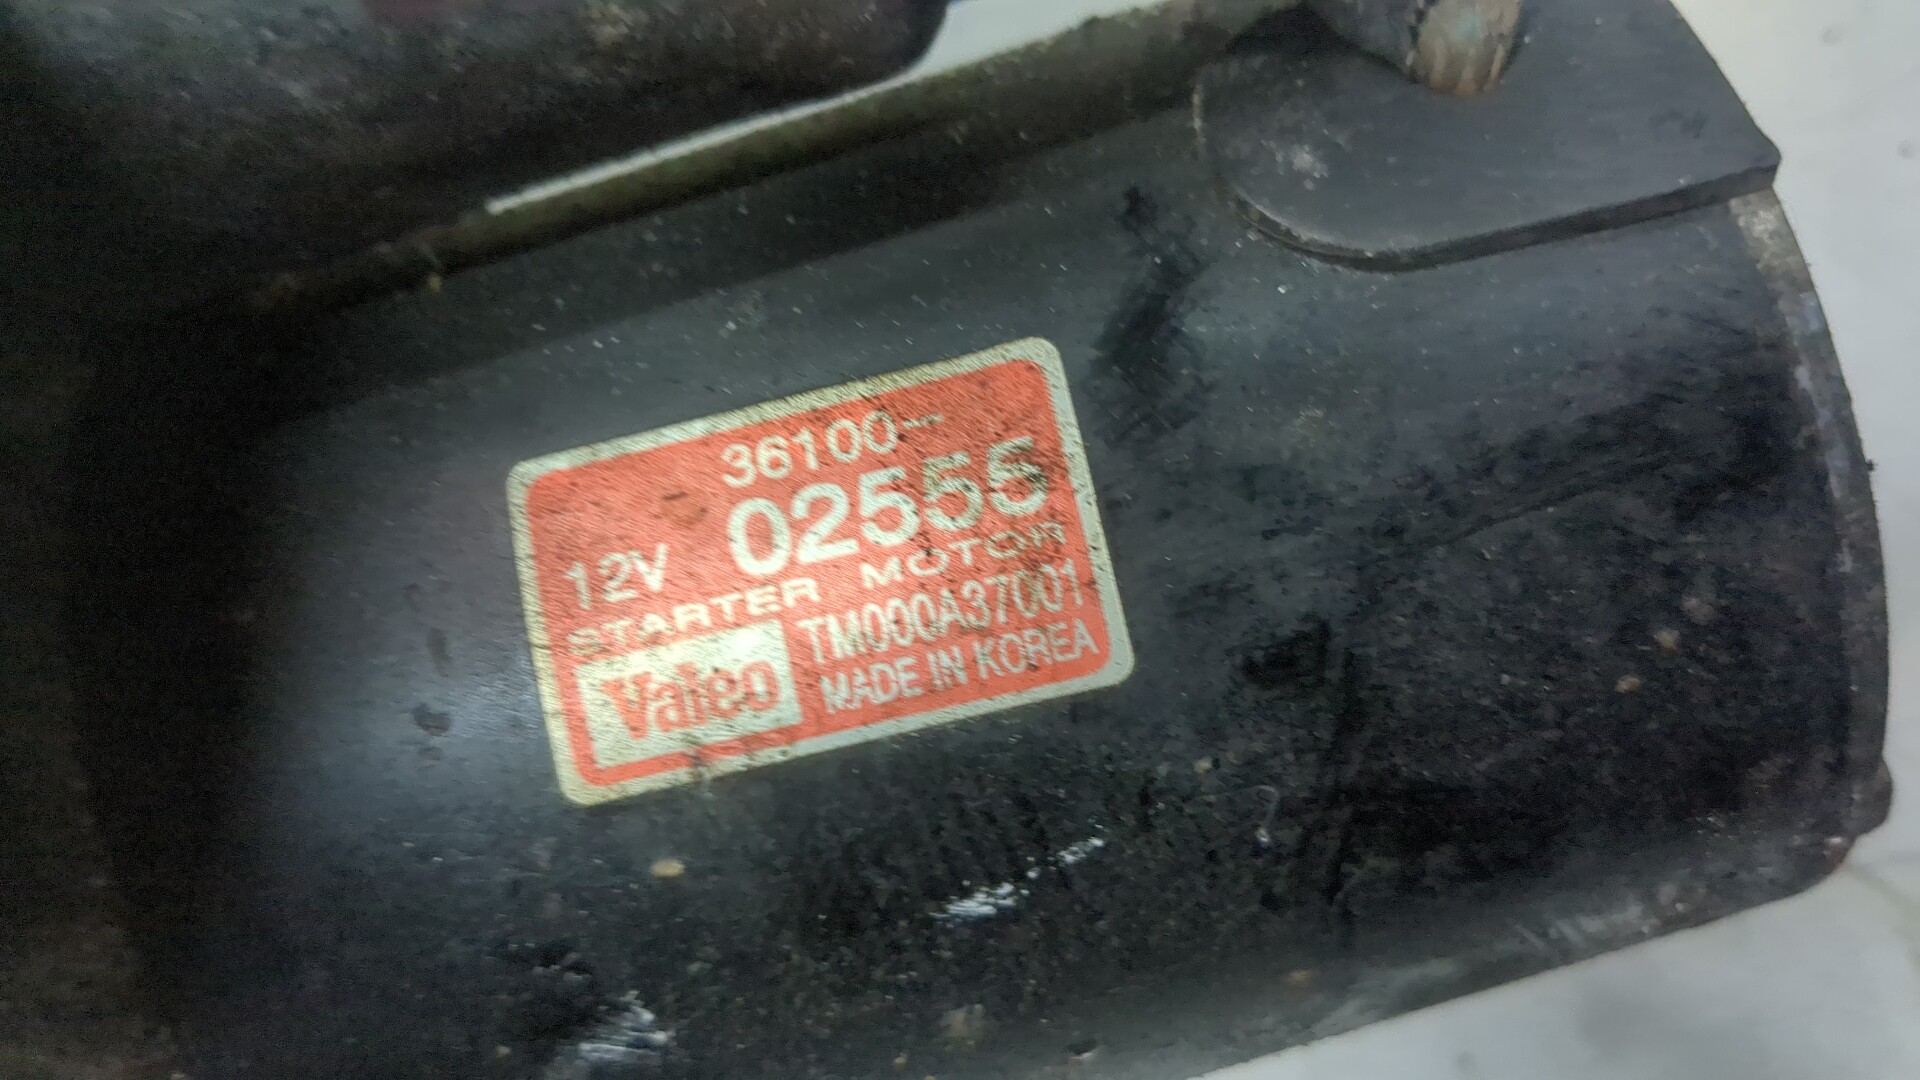 36100-
12V 02555
STARTER MOTOR
Valeo TM000A37001
MADE IN KOREA